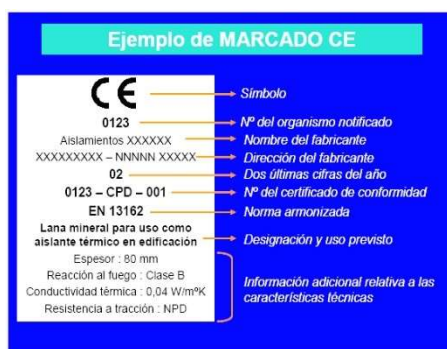 Ejemplo de MARCADO CE
CE
Símbolo
0123
Nº del organismo notificado
Aislamientos XXXXXX
Nombre del fabricante
XXXXXXXXX – NNNNN XXXXX
Dirección del fabricante
02
Dos últimas cifras del año
0123 – CPD – 001
Nº del certificado de conformidad
EN 13162
Norma armonizada
Lana mineral para uso como
aislante térmico en edificación
Designación y uso previsto
Espesor : 80 mm
Reacción al fuego : Clase B
Conductividad térmica : 0,04 W/mºK
Resistencia a tracción : NPD
Información adicional relativa a las
características técnicas